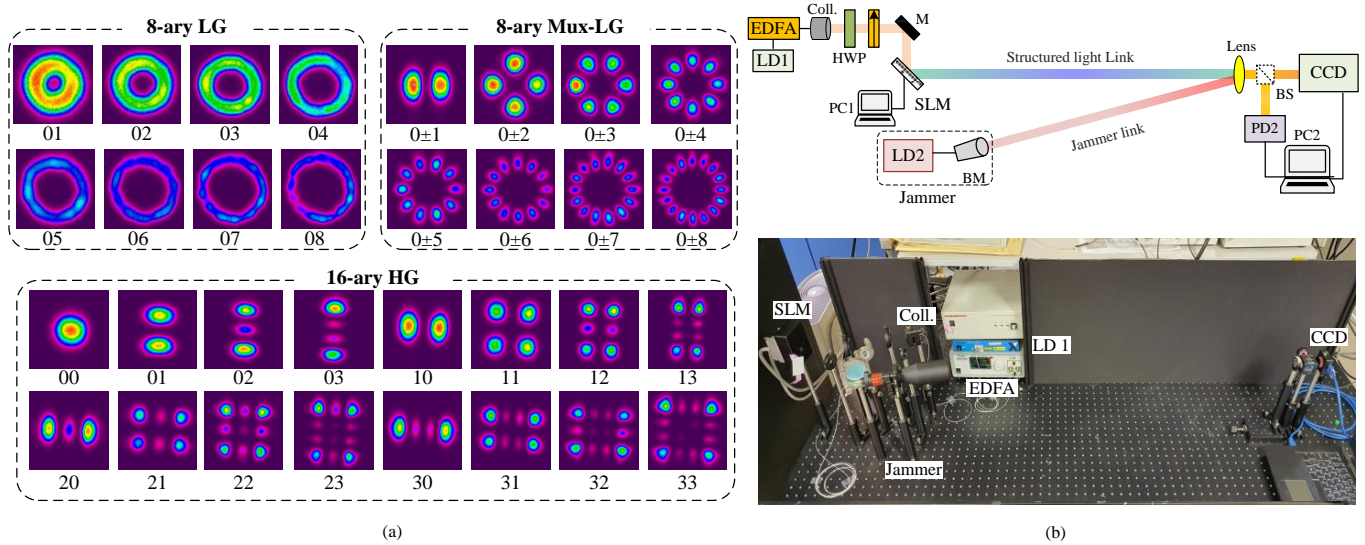 8-ary LG
01 02 03 04
05 06 07 08
8-ary Mux-LG
0±1 0±2 0±3 0±4
0±5 0±6 0±7 0±8
16-ary HG
00 01 02 03 10 11 12 13
20 21 22 23 30 31 32 33
(a)
Coll.
EDFA
LD1
HWP
M
PC1
SLM
Structured light Link
Lens
CCD
BS
PD2
PC2
Jammer link
LD2
BM
Jammer
SLM
Coll.
LD 1
EDFA
CCD
Jammer
(b)